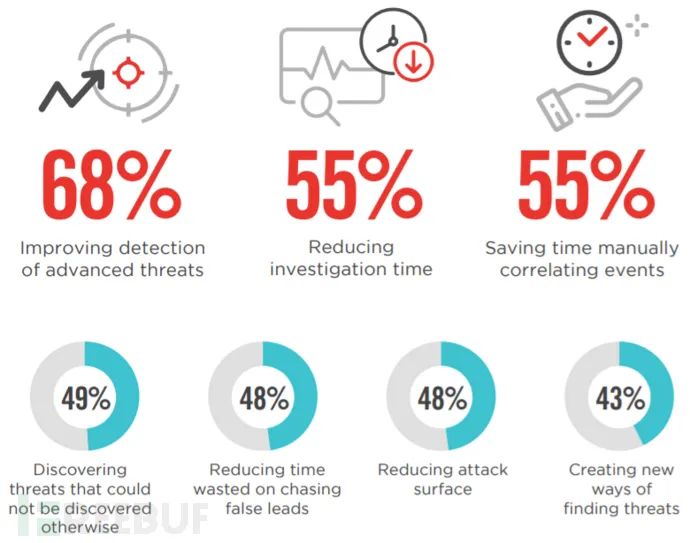 68%
55%
55%
Improving detection
of advanced threats
Reducing
investigation time
Saving time manually
correlating events
49%
48%
48%
43%
Discovering
threats that could
not be discovered
otherwise
Reducing time
wasted on chasing
false leads
Reducing attack
surface
Creating new
ways of
finding threats